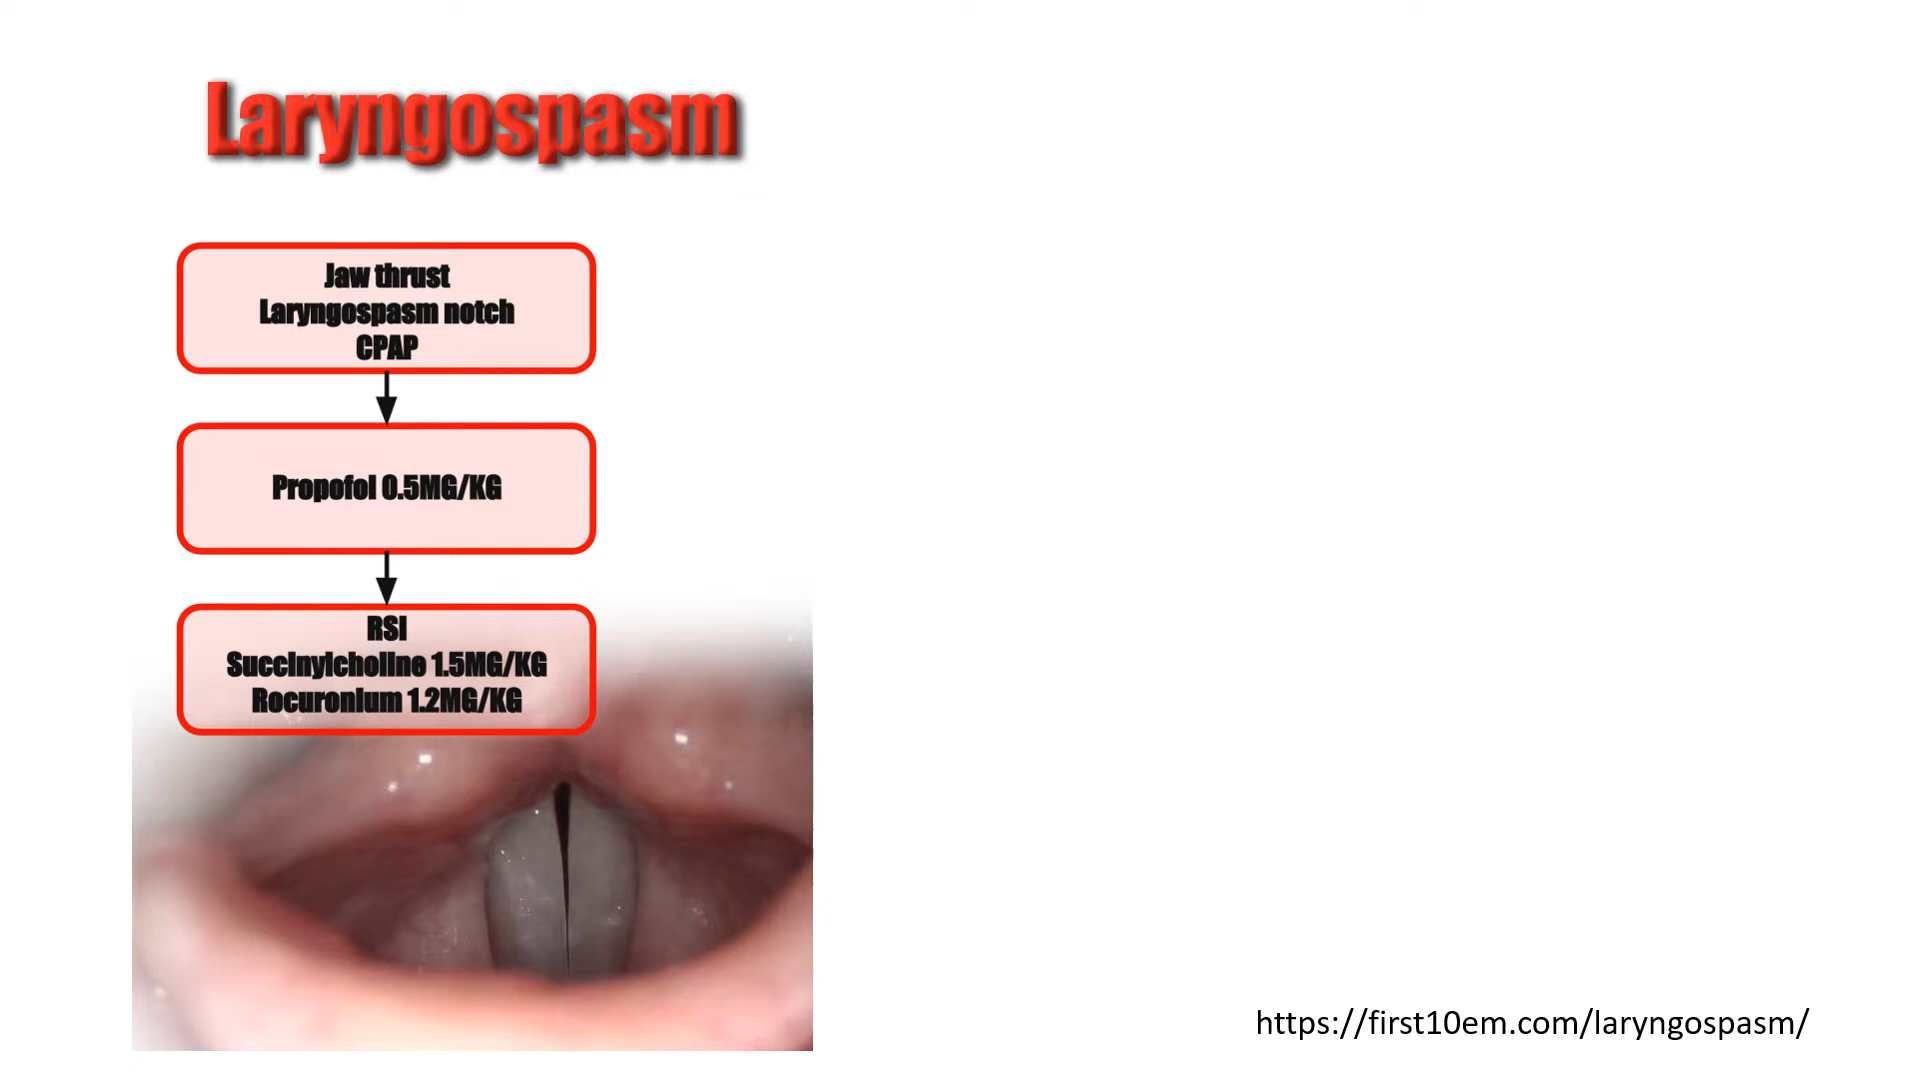 Laryngospasm
Jaw thrust
Laryngospasm notch
CPAP
Propofol 0.5MG/KG
RSI
Succinylcholine 1.5MG/KG
Rocuronium 1.2MG/KG
https://first10em.com/laryngospasm/